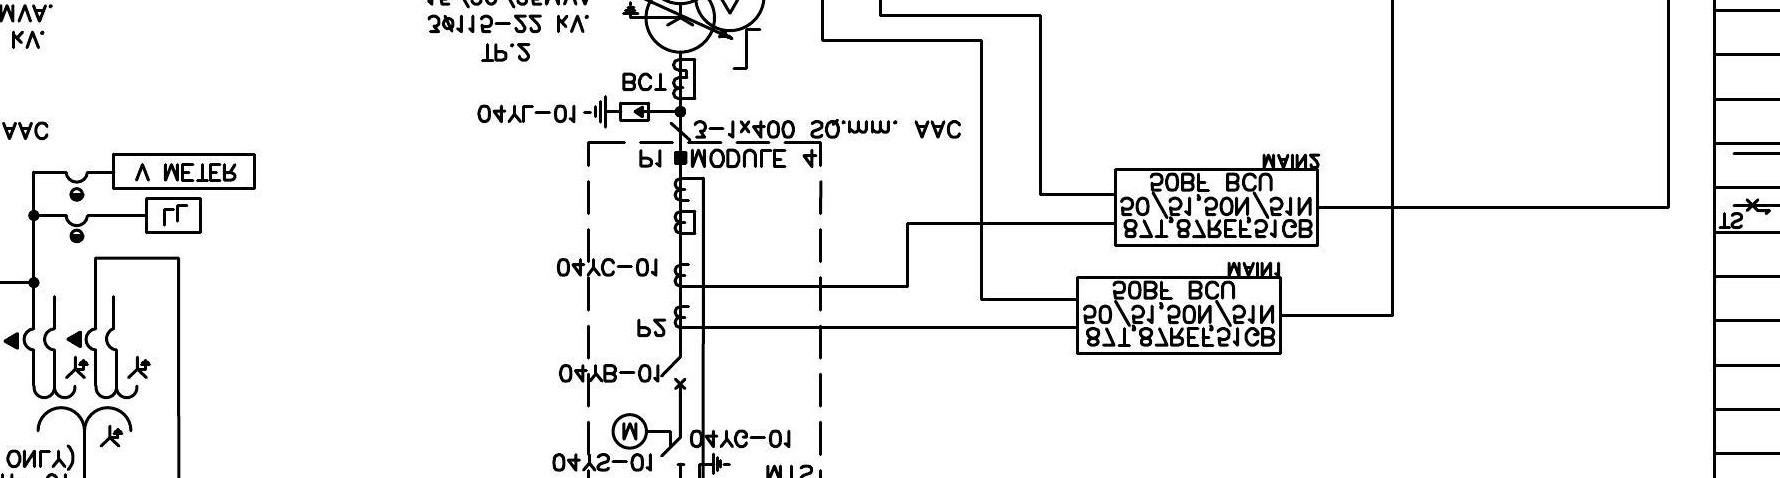 ONLY)
04YS-01
04YG-01
M
04YB-01
P2
04YC-01
87T,87REF,51GB
50/51,50N/51N
50BF BCU
MAIN1
87T,87REF,51GB
50/51,50N/51N
50BF BCU
MAIN2
TS
LL
V METER
P1
MODULE 4
AAC
3-1x400 SQ.mm. AAC
04YL-01
BCT
TP.2
3Ø115-22 kV.
kV.
MVA.